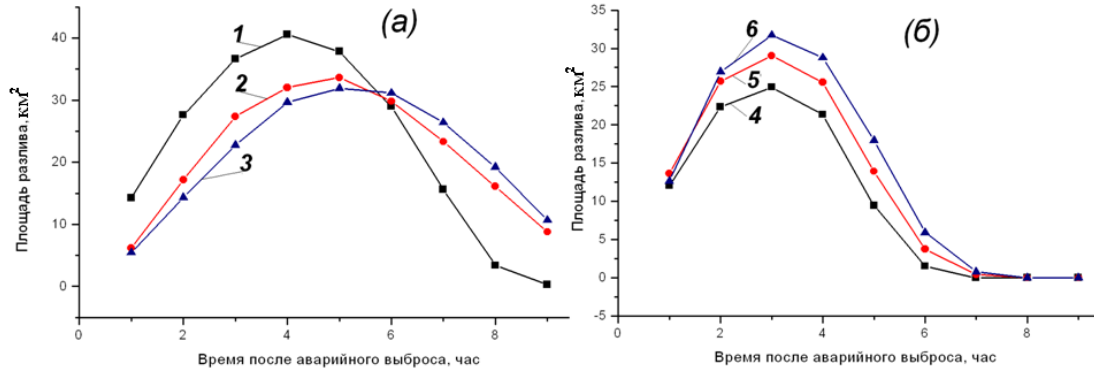 (а)
Площадь разлива, км²
40
30
20
10
0
1
2
3
0 2 4 6 8
Время после аварийного выброса, час
(б)
Площадь разлива, км²
35
30
25
20
15
10
5
0
-5
6
5
4
0 2 4 6 8
Время после аварийного выброса, час